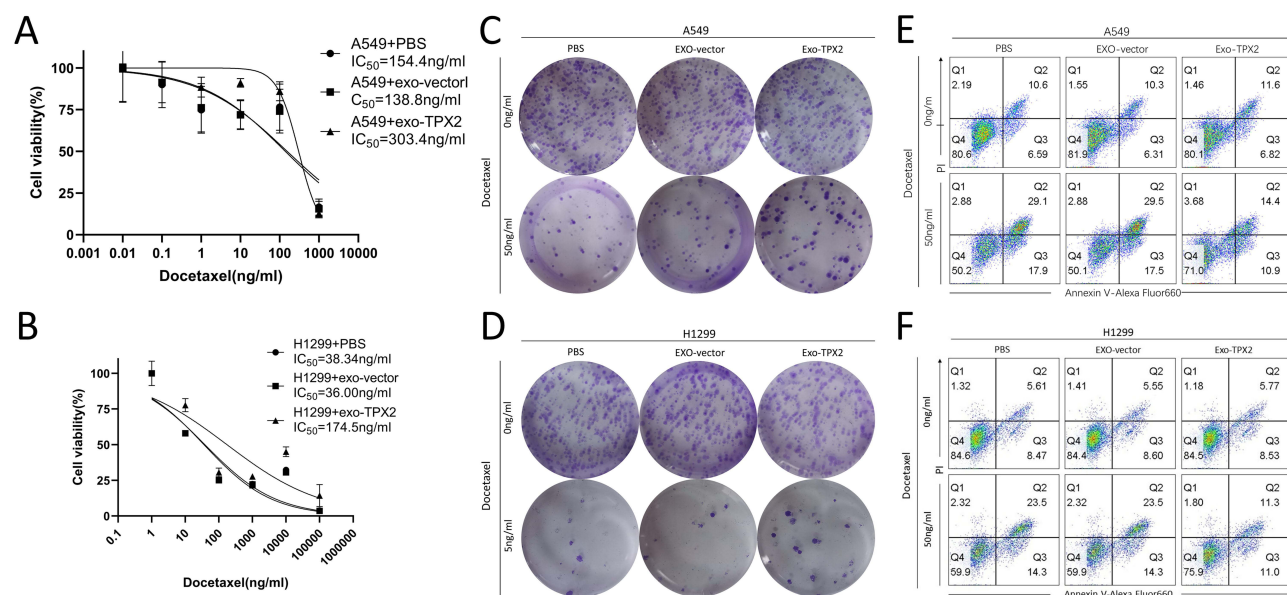 A
A549+PBS
IC50=154.4ng/ml
A549+exo-vectorI
C50=138.8ng/ml
A549+exo-TPX2
IC50=303.4ng/ml
Cell viability(%)
100
75
50
25
0
0.001 0.01 0.1 1 10 100 1000 10000
Docetaxel(ng/ml)
B
H1299+PBS
IC50=38.34ng/ml
H1299+exo-vector
IC50=36.00ng/ml
H1299+exo-TPX2
IC50=174.5ng/ml
Cell viability(%)
100
75
50
25
0
0.1 1 10 100 1000 10000 100000 1000000
Docetaxel(ng/ml)
C
A549
PBS EXO-vector Exo-TPX2
Docetaxel
0ng/ml
50ng/ml
D
H1299
PBS EXO-vector Exo-TPX2
Docetaxel
0ng/ml
5ng/ml
E
A549
PBS EXO-vector Exo-TPX2
Docetaxel
0ng/m
50ng/ml
PI
Q1 Q2 Q1 Q2 Q1 Q2
2.19 10.6 1.55 10.3 1.46 11.6
Q4 Q3 Q4 Q3 Q4 Q3
80.6 6.59 81.9 6.31 80.1 6.82
Q1 Q2 Q1 Q2 Q1 Q2
2.88 29.1 2.88 29.5 3.68 14.4
Q4 Q3 Q4 Q3 Q4 Q3
50.2 17.9 50.1 17.5 71.0 10.9
Annexin V-Alexa Fluor660
F
H1299
PBS EXO-vector Exo-TPX2
Docetaxel
0ng/ml
50ng/ml
PI
Q1 Q2 Q1 Q2 Q1 Q2
1.32 5.61 1.41 5.55 1.18 5.77
Q4 Q3 Q4 Q3 Q4 Q3
84.6 8.47 84.4 8.60 84.5 8.53
Q1 Q2 Q1 Q2 Q1 Q2
2.32 23.5 2.32 23.5 1.80 11.3
Q4 Q3 Q4 Q3 Q4 Q3
59.9 14.3 59.9 14.3 75.9 11.0
Annexin V-Alexa Fluor660